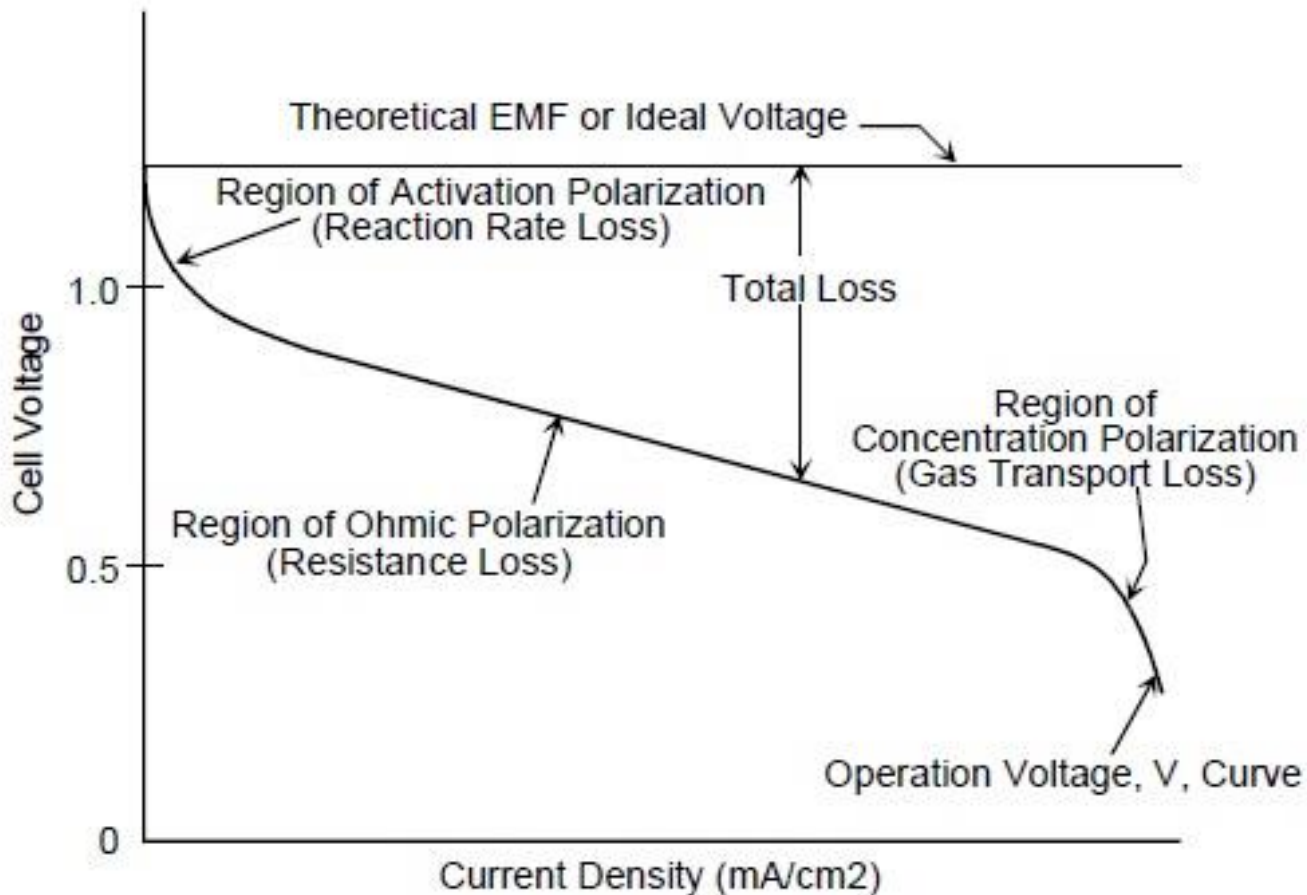 Theoretical EMF or Ideal Voltage
Region of Activation Polarization
(Reaction Rate Loss)
1.0
Total Loss
Cell Voltage
Region of
Concentration Polarization
(Gas Transport Loss)
Region of Ohmic Polarization
(Resistance Loss)
0.5
Operation Voltage, V, Curve
0
Current Density (mA/cm2)